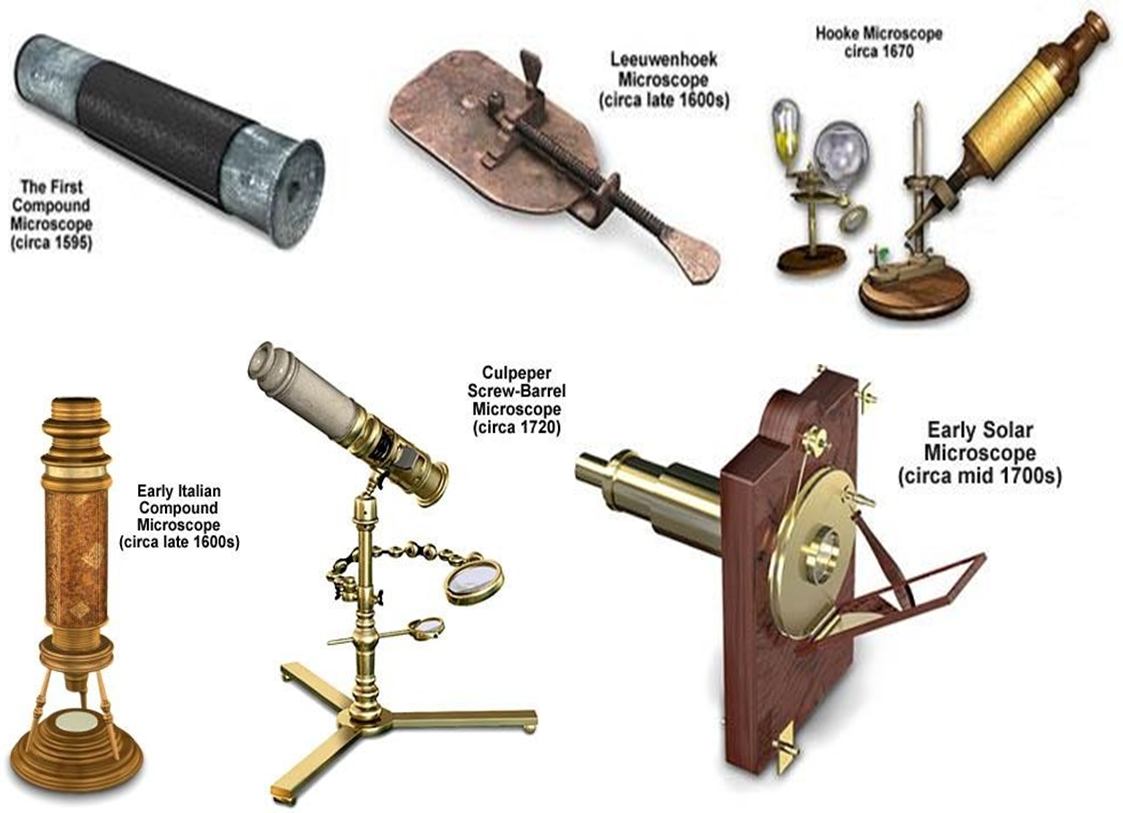 The First
Compound
Microscope
(circa 1595)
Leeuwenhoek
Microscope
(circa late 1600s)
Hooke Microscope
circa 1670
Early Italian
Compound
Microscope
(circa late 1600s)
Culpeper
Screw-Barrel
Microscope
(circa 1720)
Early Solar
Microscope
(circa mid 1700s)